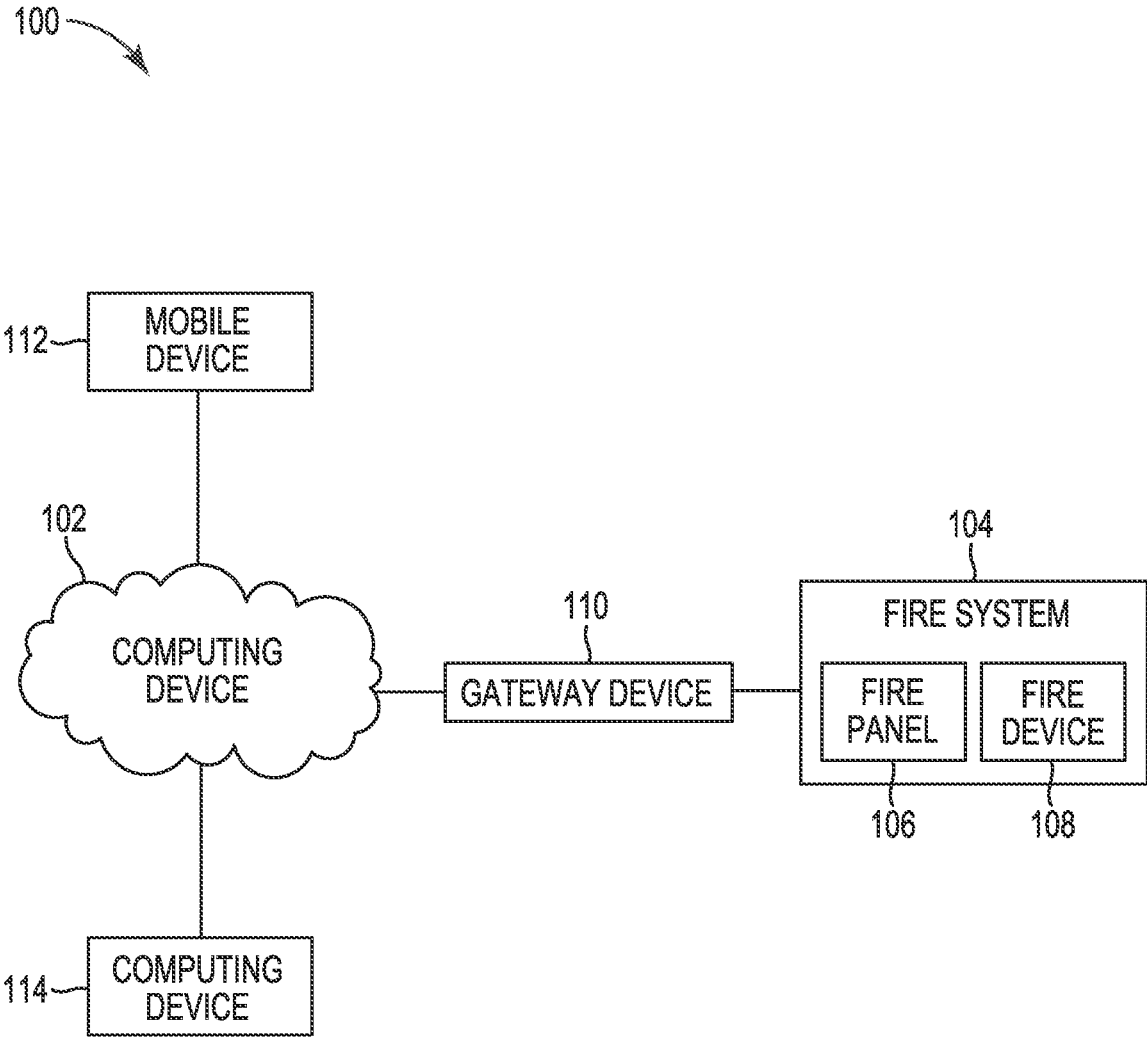 100
112
MOBILE
DEVICE
102
COMPUTING
DEVICE
110
GATEWAY DEVICE
104
FIRE SYSTEM
FIRE
PANEL
FIRE
DEVICE
106
108
114
COMPUTING
DEVICE